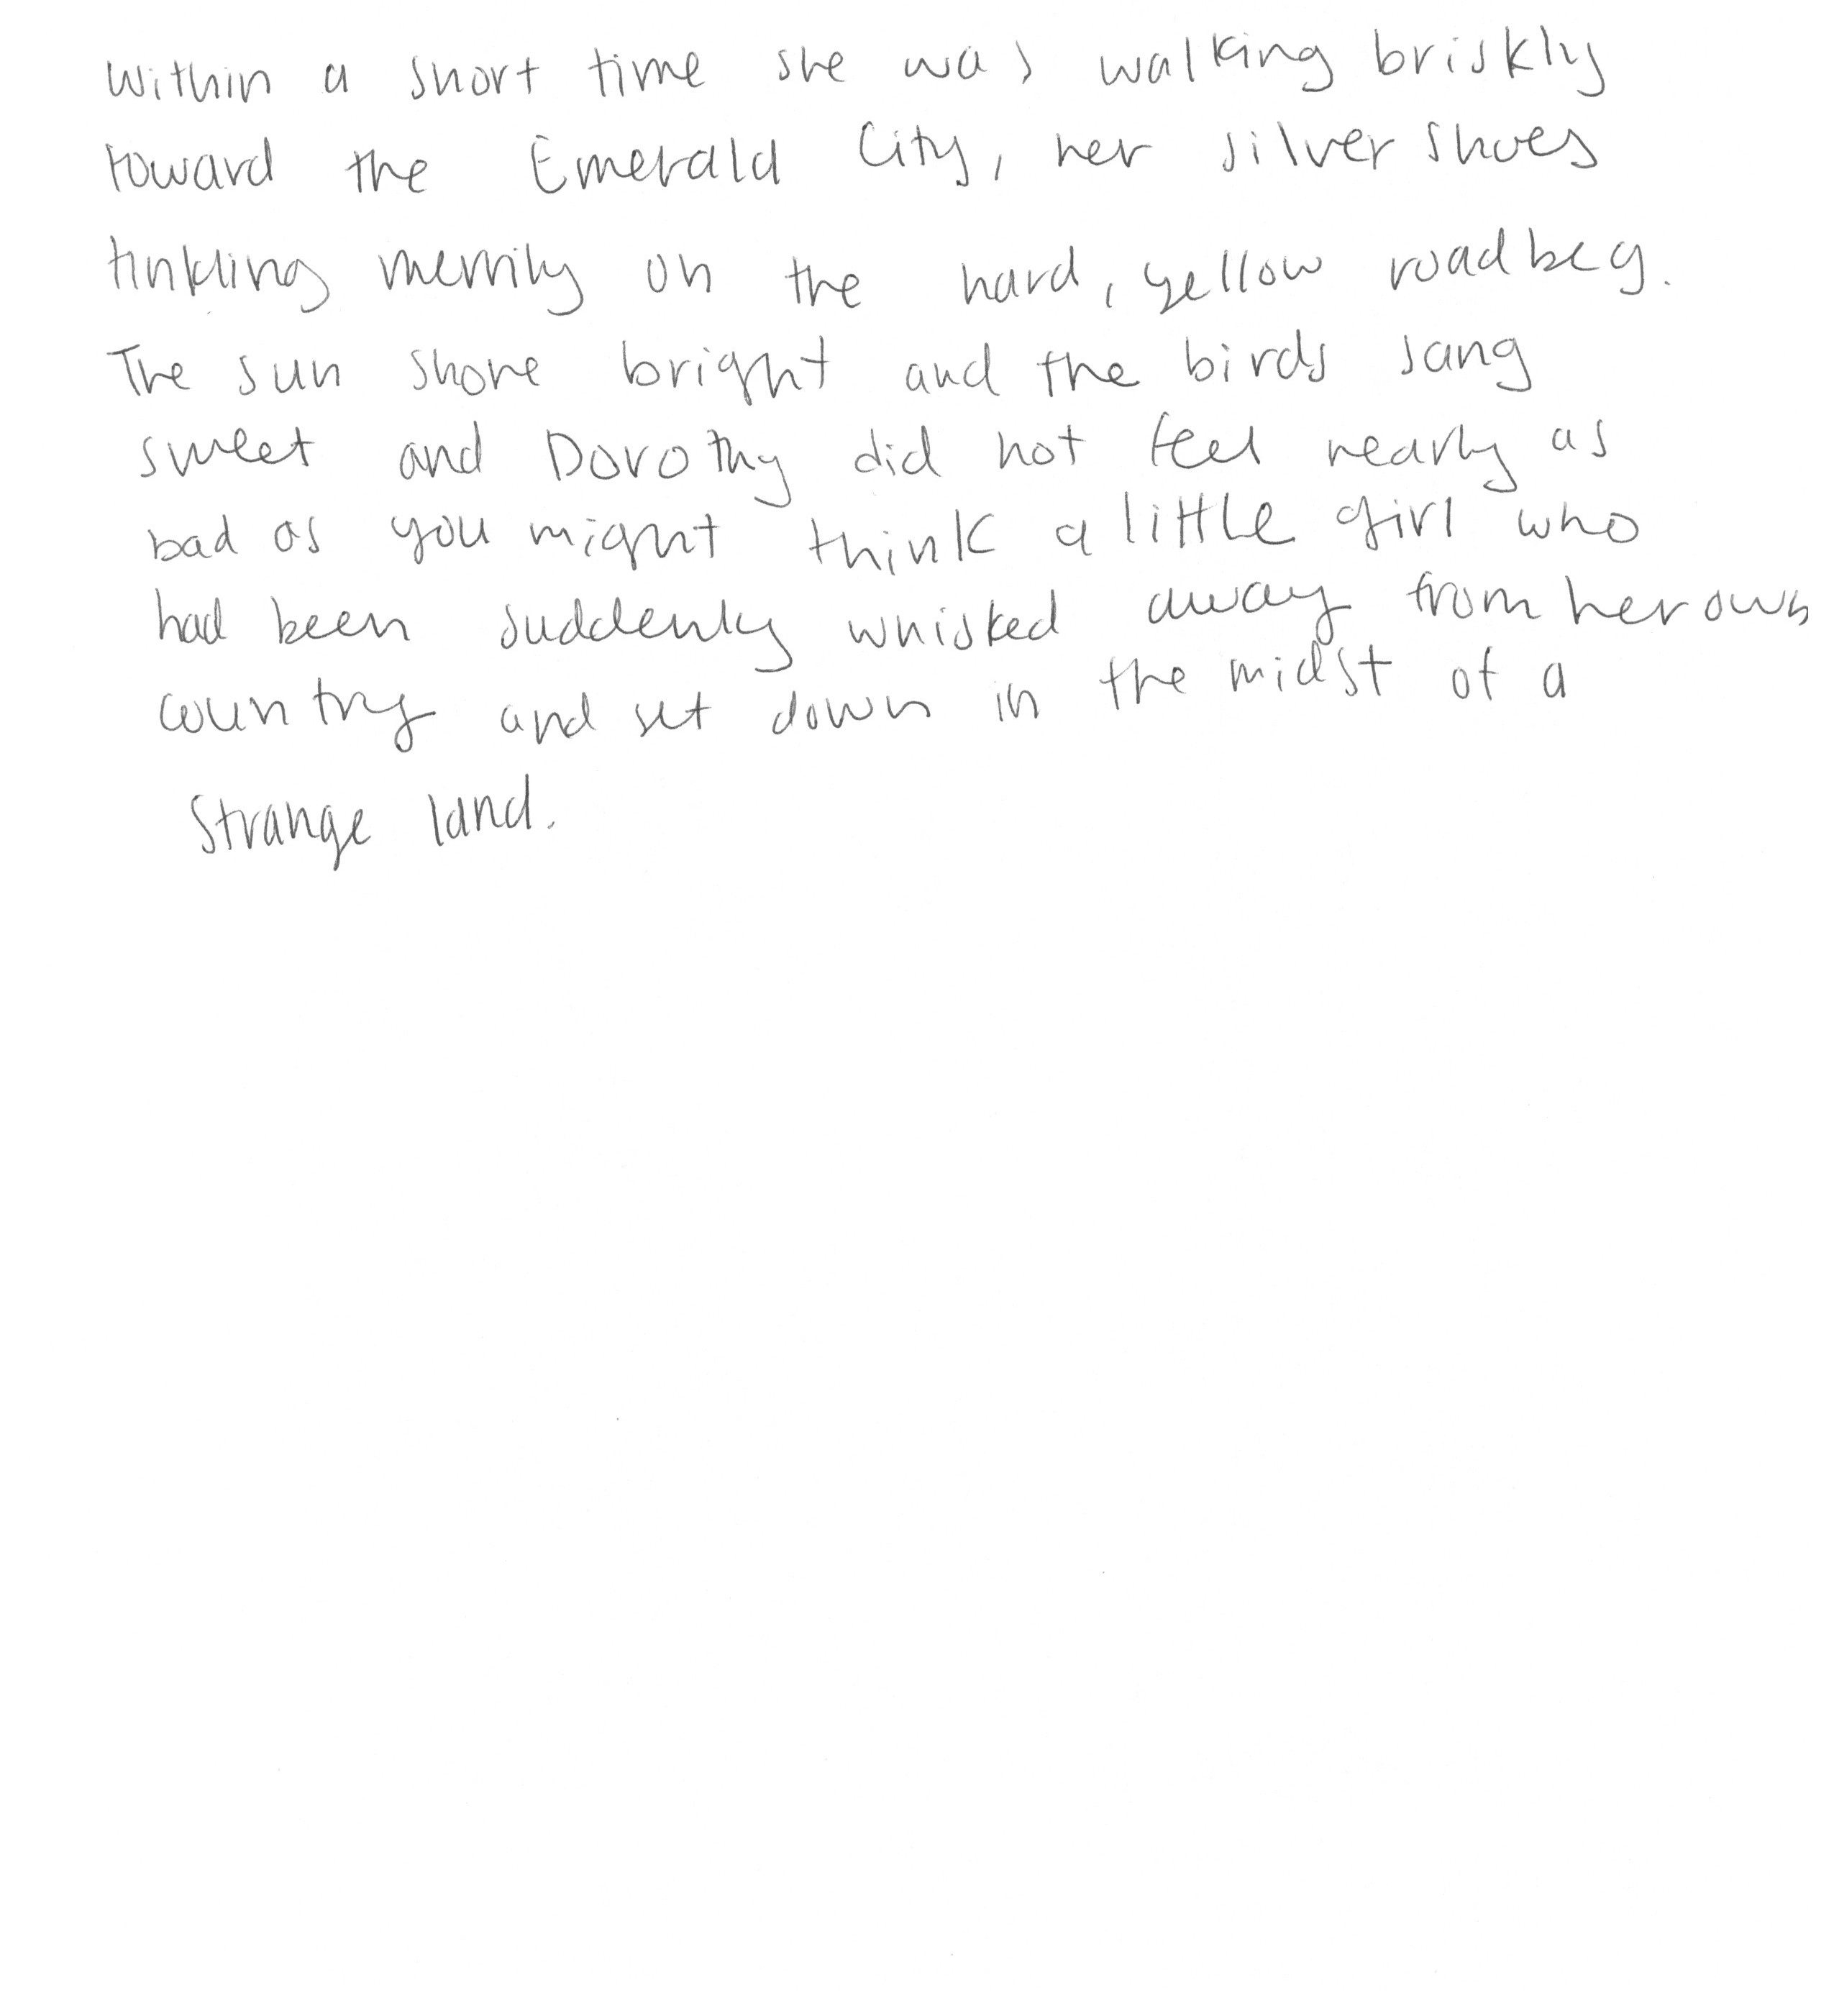 Within a short time she was walking briskly
toward the Emerald City, her silver shoes
tinkling merrily on the hard, yellow roadbeg.
The sun shone bright and the birds sang
sweet and Dorothy did not feel nearly as
bad as you might think a little girl who
had been suddenly whisked away from her own
country and set down in the midst of a
strange land.